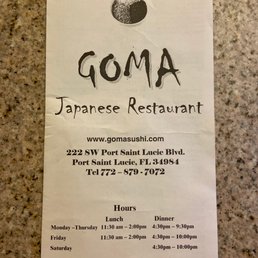 GOMA
Japanese Restaurant
www.gomasushi.com
222 SW Port Saint Lucie Blvd.
Port Saint Lucie, FL 34984
Tel 772 - 879 - 7072
Hours
Lunch Dinner
Monday -Thursday 11:30 am - 2:00pm 4:30pm - 9:30pm
Friday 11:30 am - 2:00pm 4:30pm - 10:00pm
Saturday 4:30pm - 10:00pm